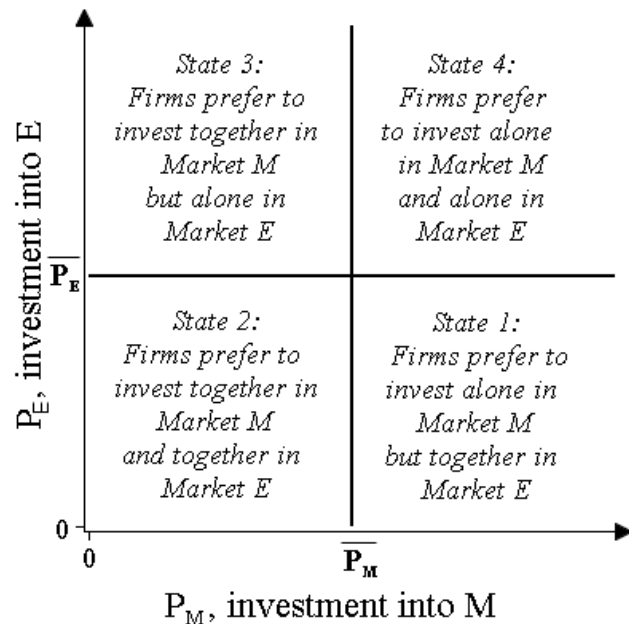 State 3:
Firms prefer to
invest together in
Market M
but alone in
Market E
State 4:
Firms prefer
to invest alone
in Market M
and alone in
Market E
P_E, investment into E
P_E
State 2:
Firms prefer to
invest together in
Market M
and together in
Market E
State 1:
Firms prefer to
invest alone in
Market M
but together in
Market E
0
0
P_M
P_M, investment into M